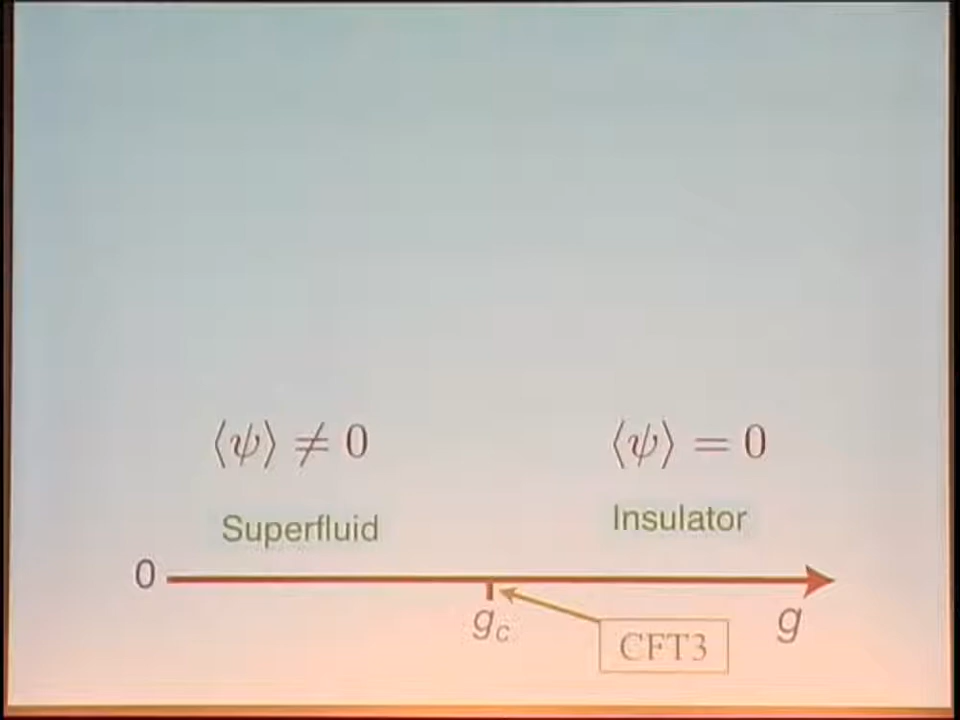 ⟨ψ⟩ ≠ 0
⟨ψ⟩ = 0
Superfluid
Insulator
0
g_c
g
CFT3